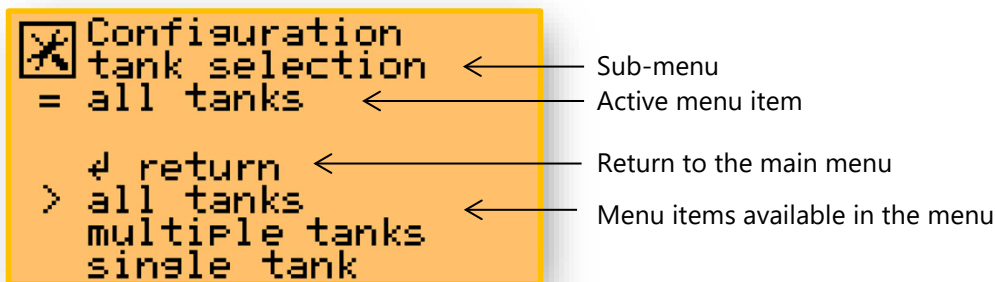 Configuration
tank selection
= all tanks
↲ return
> all tanks
multiple tanks
single tank
Sub-menu
Active menu item
Return to the main menu
Menu items available in the menu